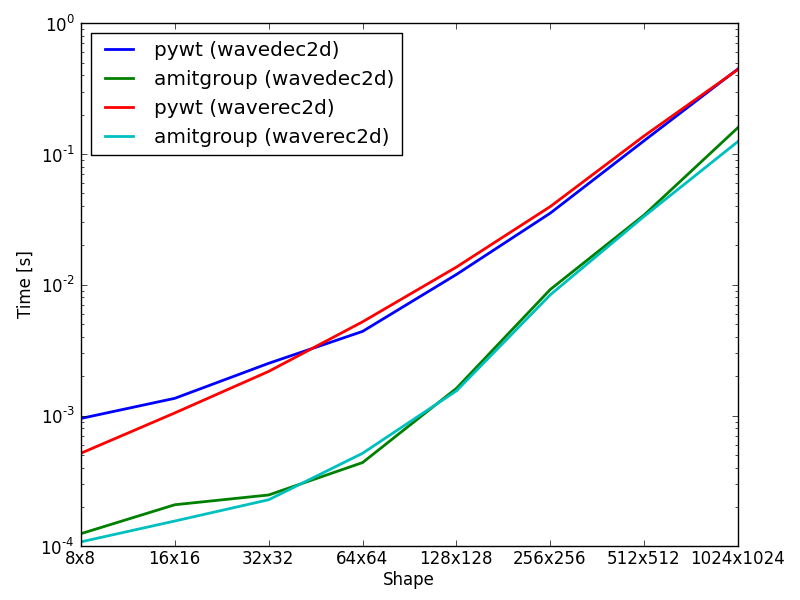 pywt (wavedec2d)
amitgroup (wavedec2d)
pywt (waverec2d)
amitgroup (waverec2d)
10^0
10^-1
10^-2
10^-3
10^-4
Time [s]
8x8 16x16 32x32 64x64 128x128 256x256 512x512 1024x1024
Shape